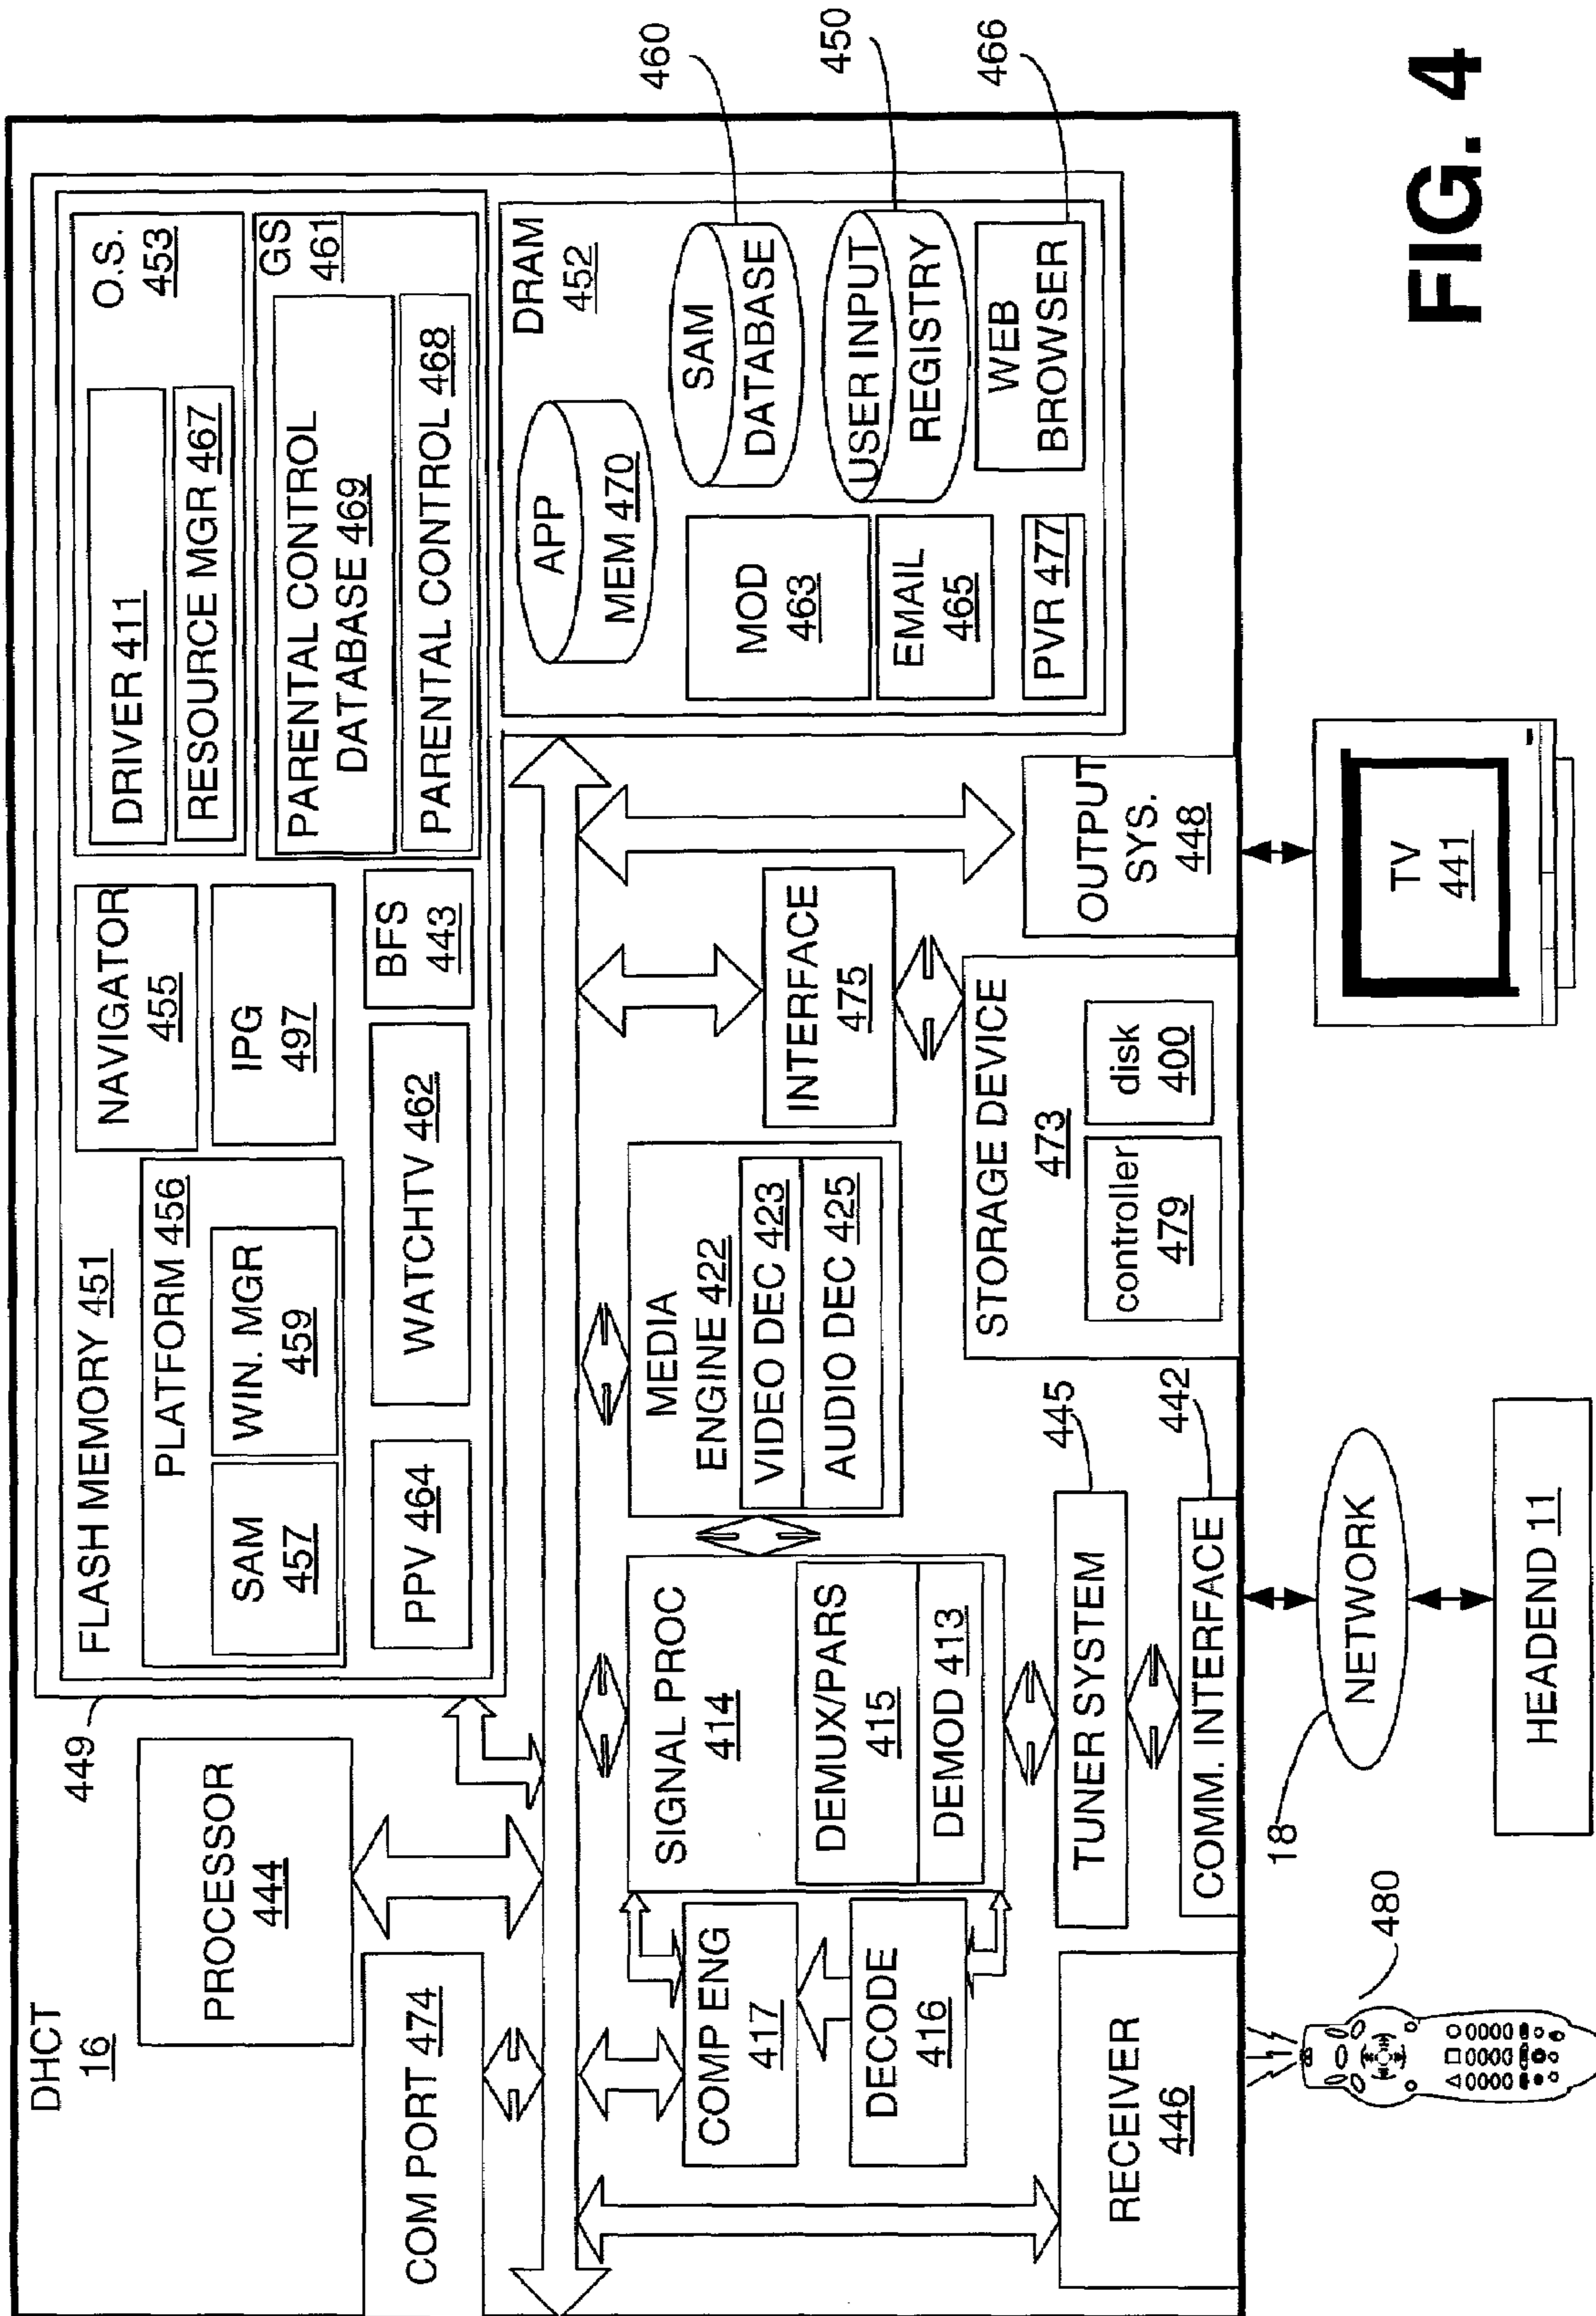 DHCT
16
PROCESSOR
444
COM PORT 474
449
FLASH MEMORY 451
PLATFORM 456
SAM
457
WIN. MGR
459
PPV 464
WATCHTV 462
NAVIGATOR
455
IPG
497
BFS
443
O.S.
453
DRIVER 411
RESOURCE MGR 467
GS
461
PARENTAL CONTROL
DATABASE 469
PARENTAL CONTROL 468
DRAM
452
APP
MEM 470
SAM
DATABASE
460
USER INPUT
REGISTRY
450
WEB
BROWSER
466
MOD
463
EMAIL
465
PVR 477
COMP ENG
417
DECODE
416
SIGNAL PROC
414
DEMUX/PARS
415
DEMOD 413
MEDIA
ENGINE 422
VIDEO DEC 423
AUDIO DEC 425
INTERFACE
475
STORAGE DEVICE
473
controller
479
disk
400
OUTPUT
SYS.
448
RECEIVER
446
TUNER SYSTEM
445
COMM. INTERFACE
442
480
18
NETWORK
HEADEND 11
TV
441
FIG. 4